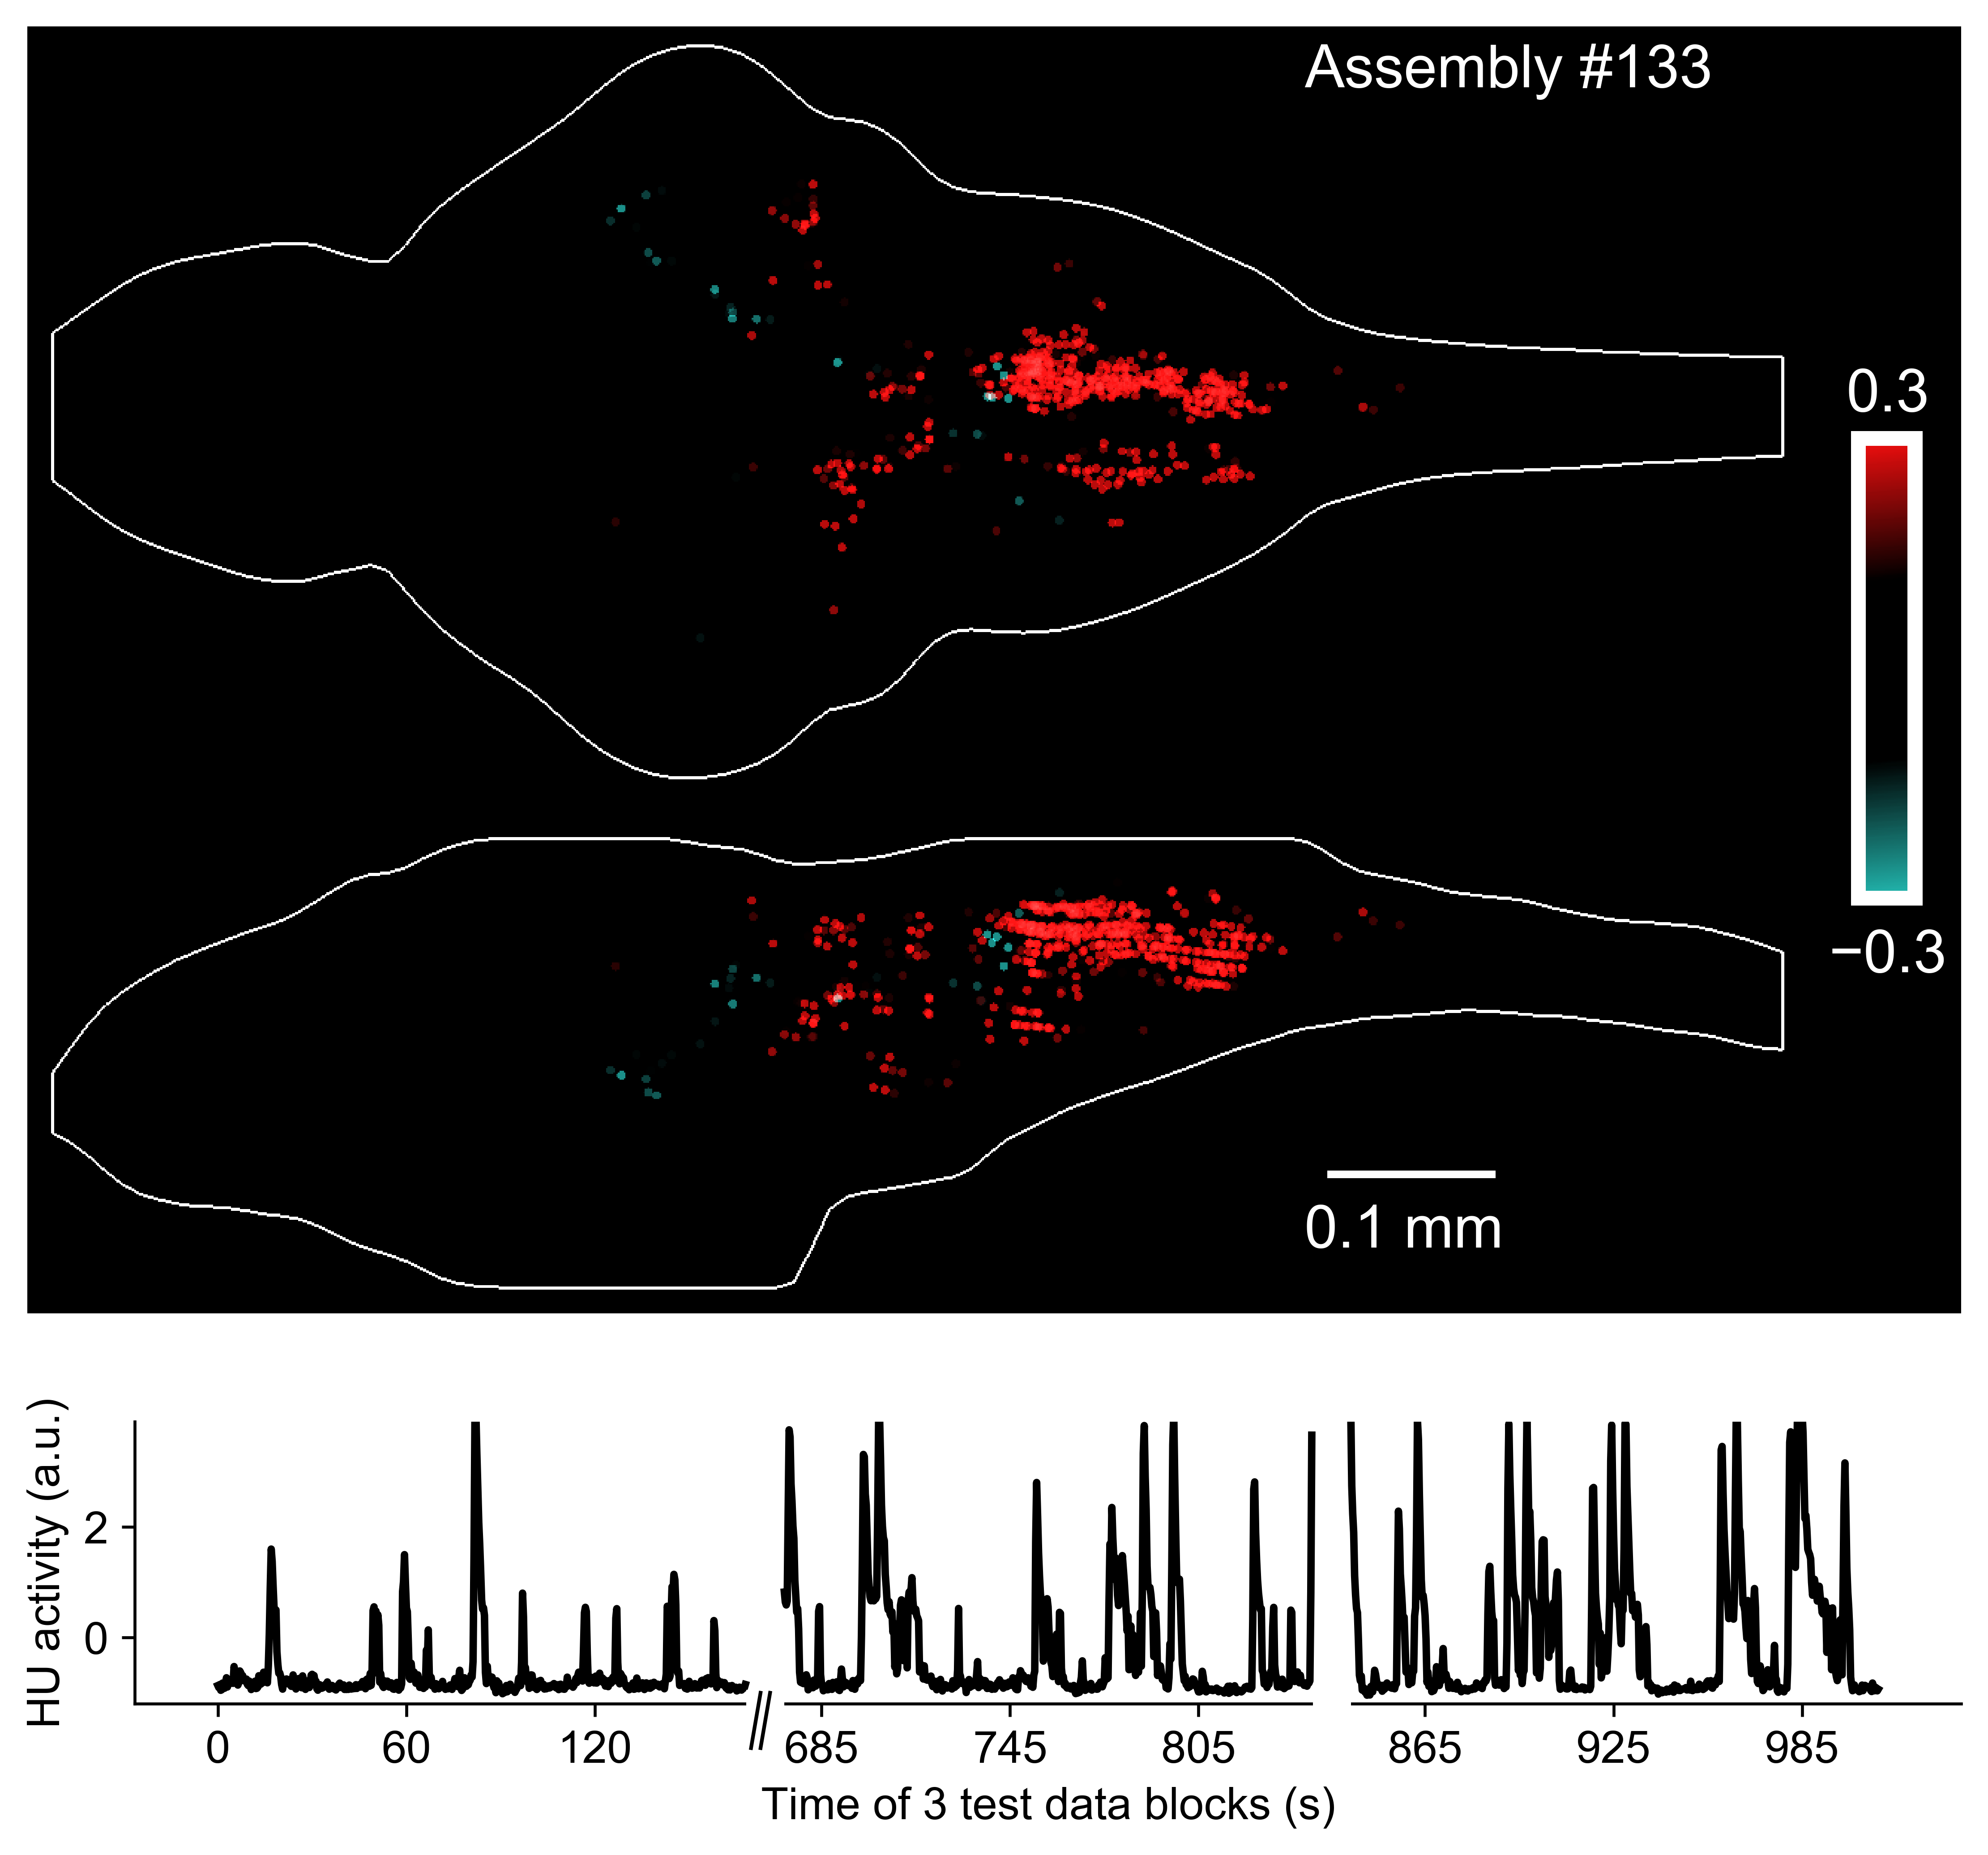 Assembly #133
0.3
−0.3
0.1 mm
HU activity (a.u.)
2
0
0 60 120 685 745 805 865 925 985
Time of 3 test data blocks (s)